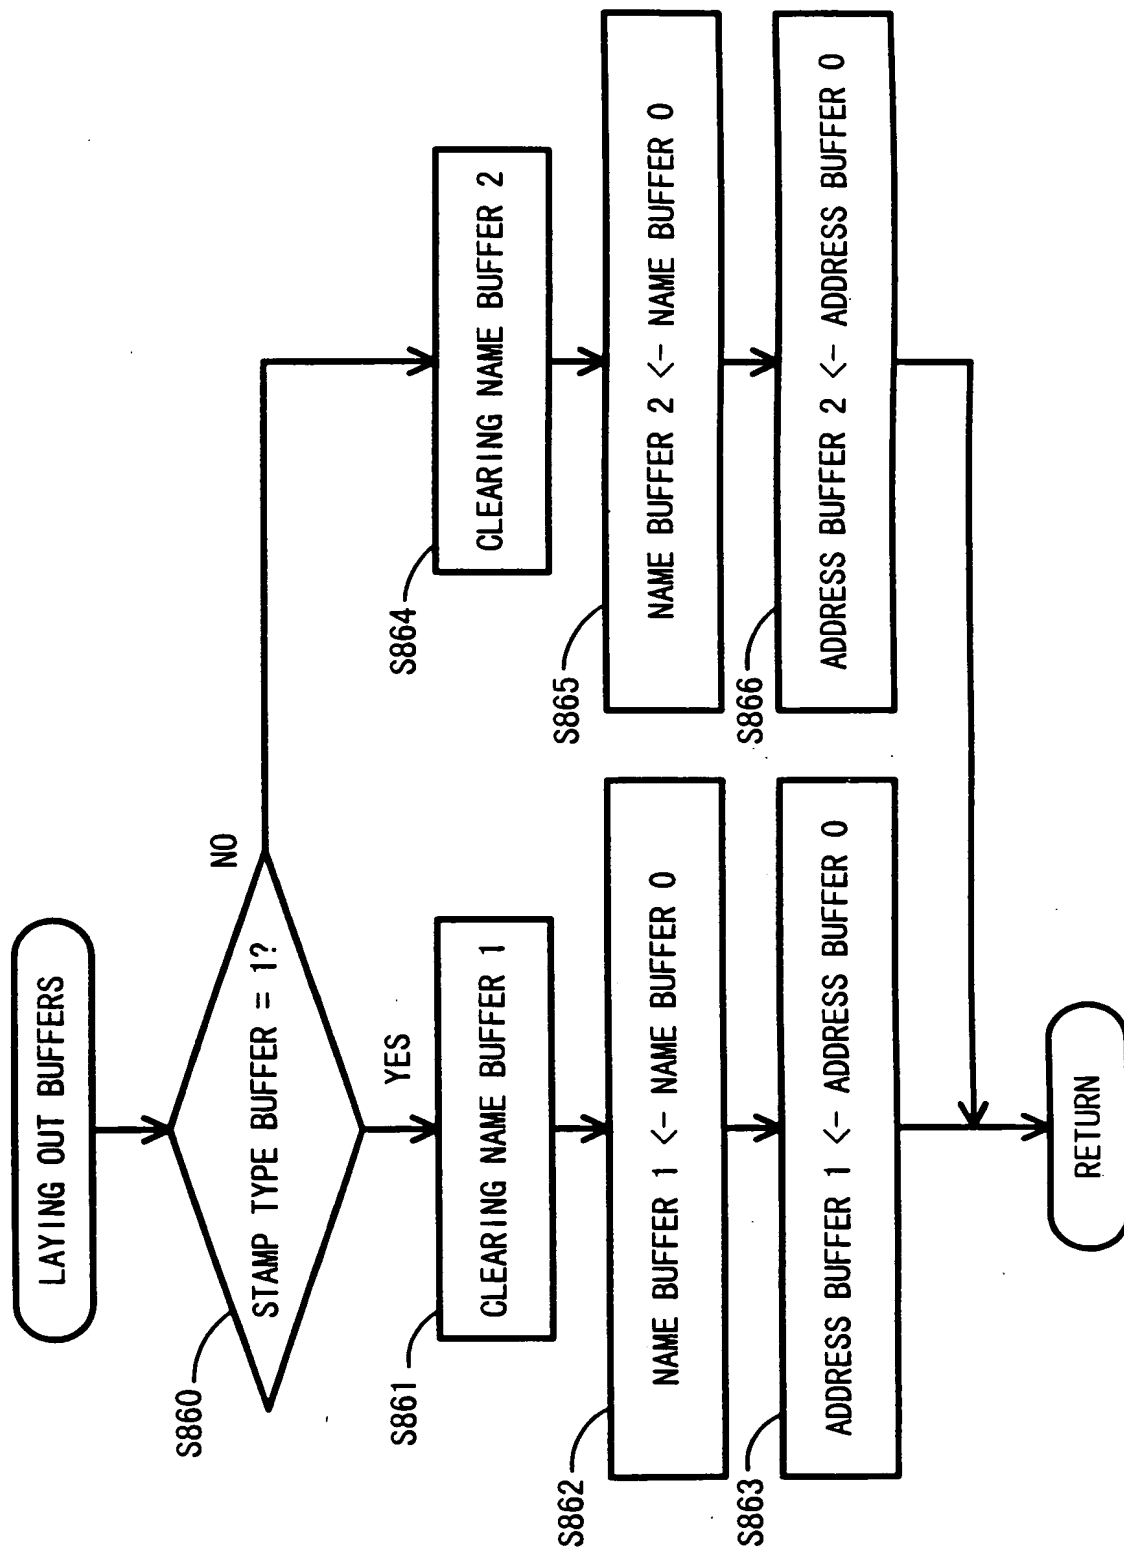 LAYING OUT BUFFERS
S860
STAMP TYPE BUFFER = 1?
NO
YES
S861
CLEARING NAME BUFFER 1
S862
NAME BUFFER 1 <- NAME BUFFER 0
S863
ADDRESS BUFFER 1 <- ADDRESS BUFFER 0
S864
CLEARING NAME BUFFER 2
S865
NAME BUFFER 2 <- NAME BUFFER 0
S866
ADDRESS BUFFER 2 <- ADDRESS BUFFER 0
RETURN